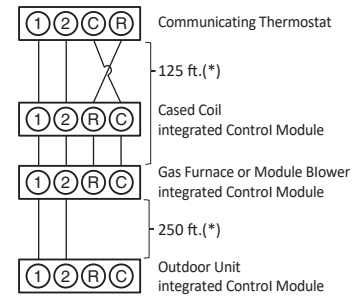 1 2 C R
Communicating Thermostat
125 ft.(*)
1 2 R C
Cased Coil
integrated Control Module
1 2 R C
Gas Furnace or Module Blower
integrated Control Module
250 ft.(*)
1 2 R C
Outdoor Unit
integrated Control Module